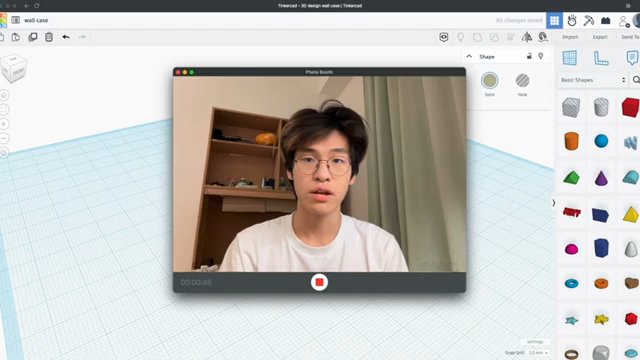 Tinkercad - 3D design wall case | Tinkercad
wall case
All changes saved
Import
Export
Send To
Shape
Solid
Hole
Basic Shapes
Photo Booth
00:00:46
Settings
Snap grid
1.0 mm